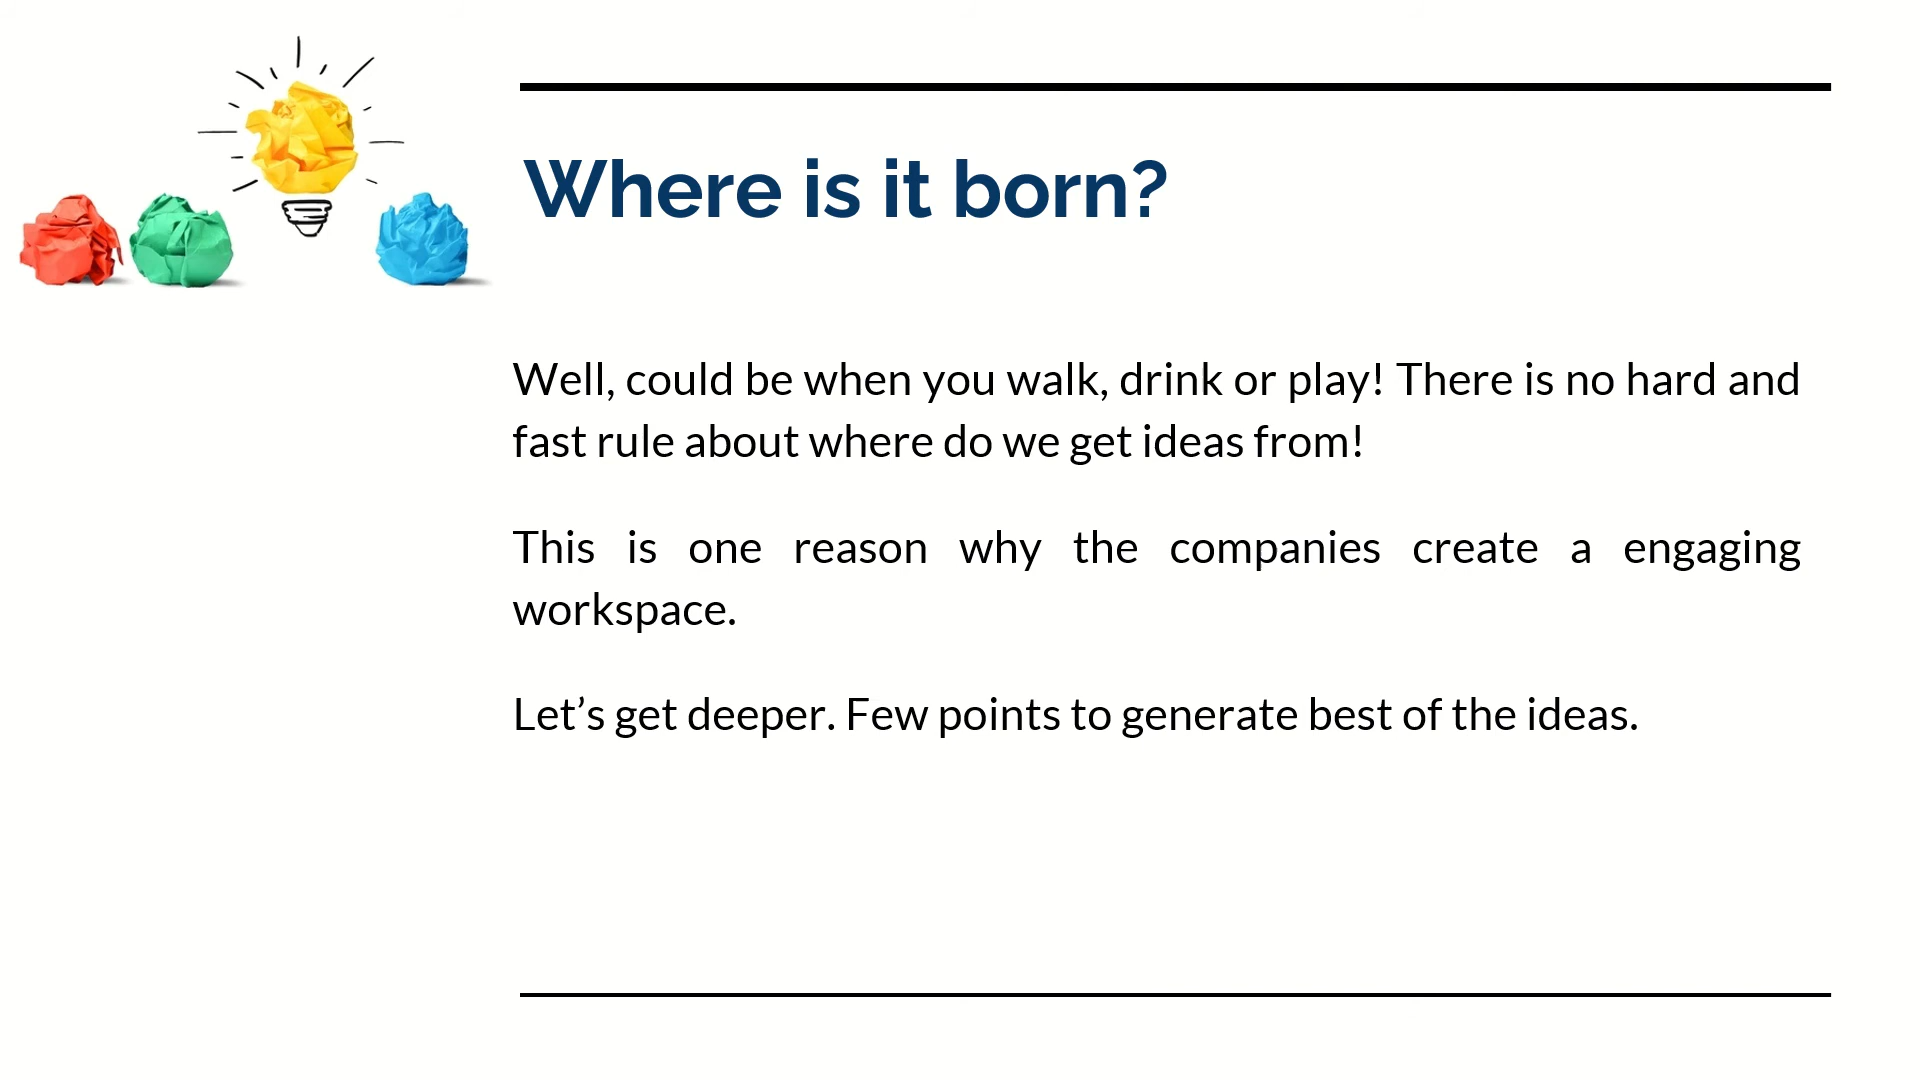 Where is it born?
Well, could be when you walk, drink or play! There is no hard and
fast rule about where do we get ideas from!
This is one reason why the companies create a engaging
workspace.
Let’s get deeper. Few points to generate best of the ideas.